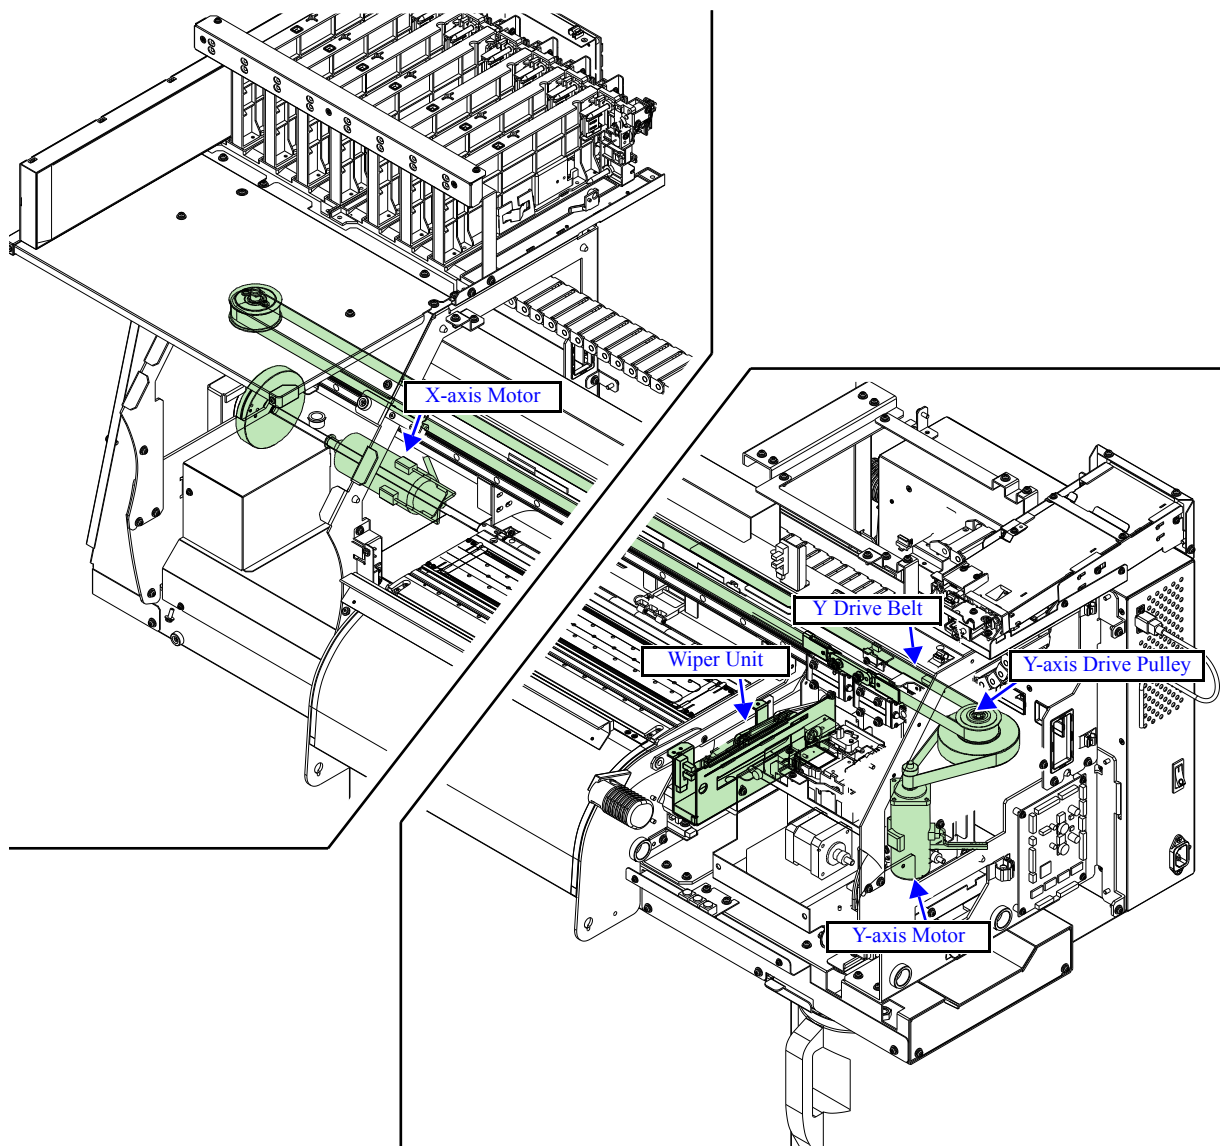 X-axis Motor
Y Drive Belt
Wiper Unit
Y-axis Drive Pulley
Y-axis Motor